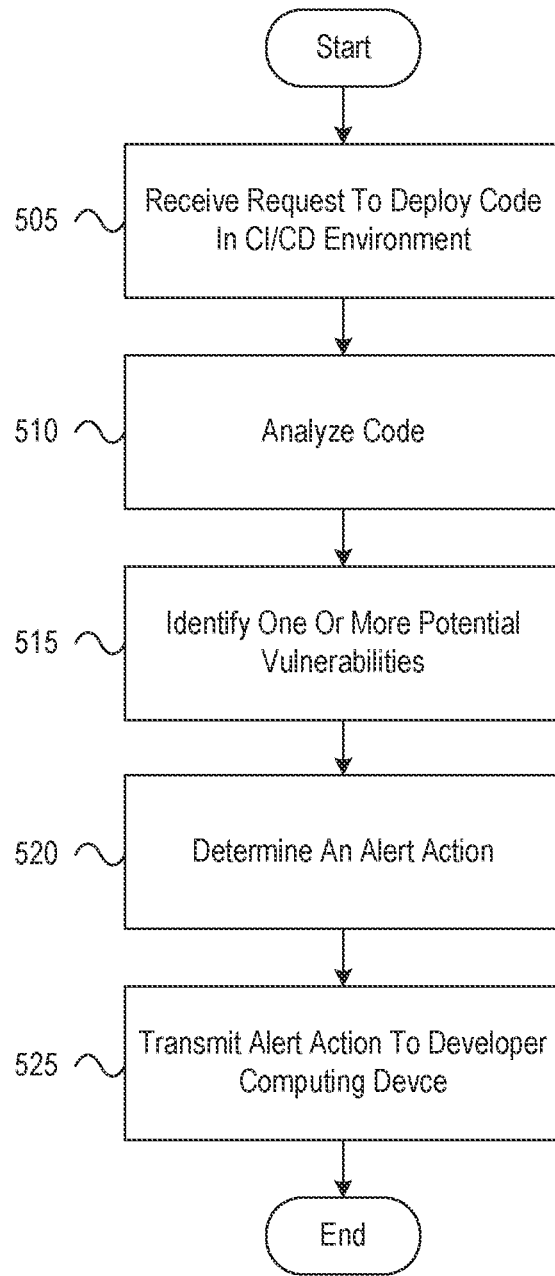 Start
505
Receive Request To Deploy Code
In CI/CD Environment
510
Analyze Code
515
Identify One Or More Potential
Vulnerabilities
520
Determine An Alert Action
525
Transmit Alert Action To Developer
Computing Devce
End